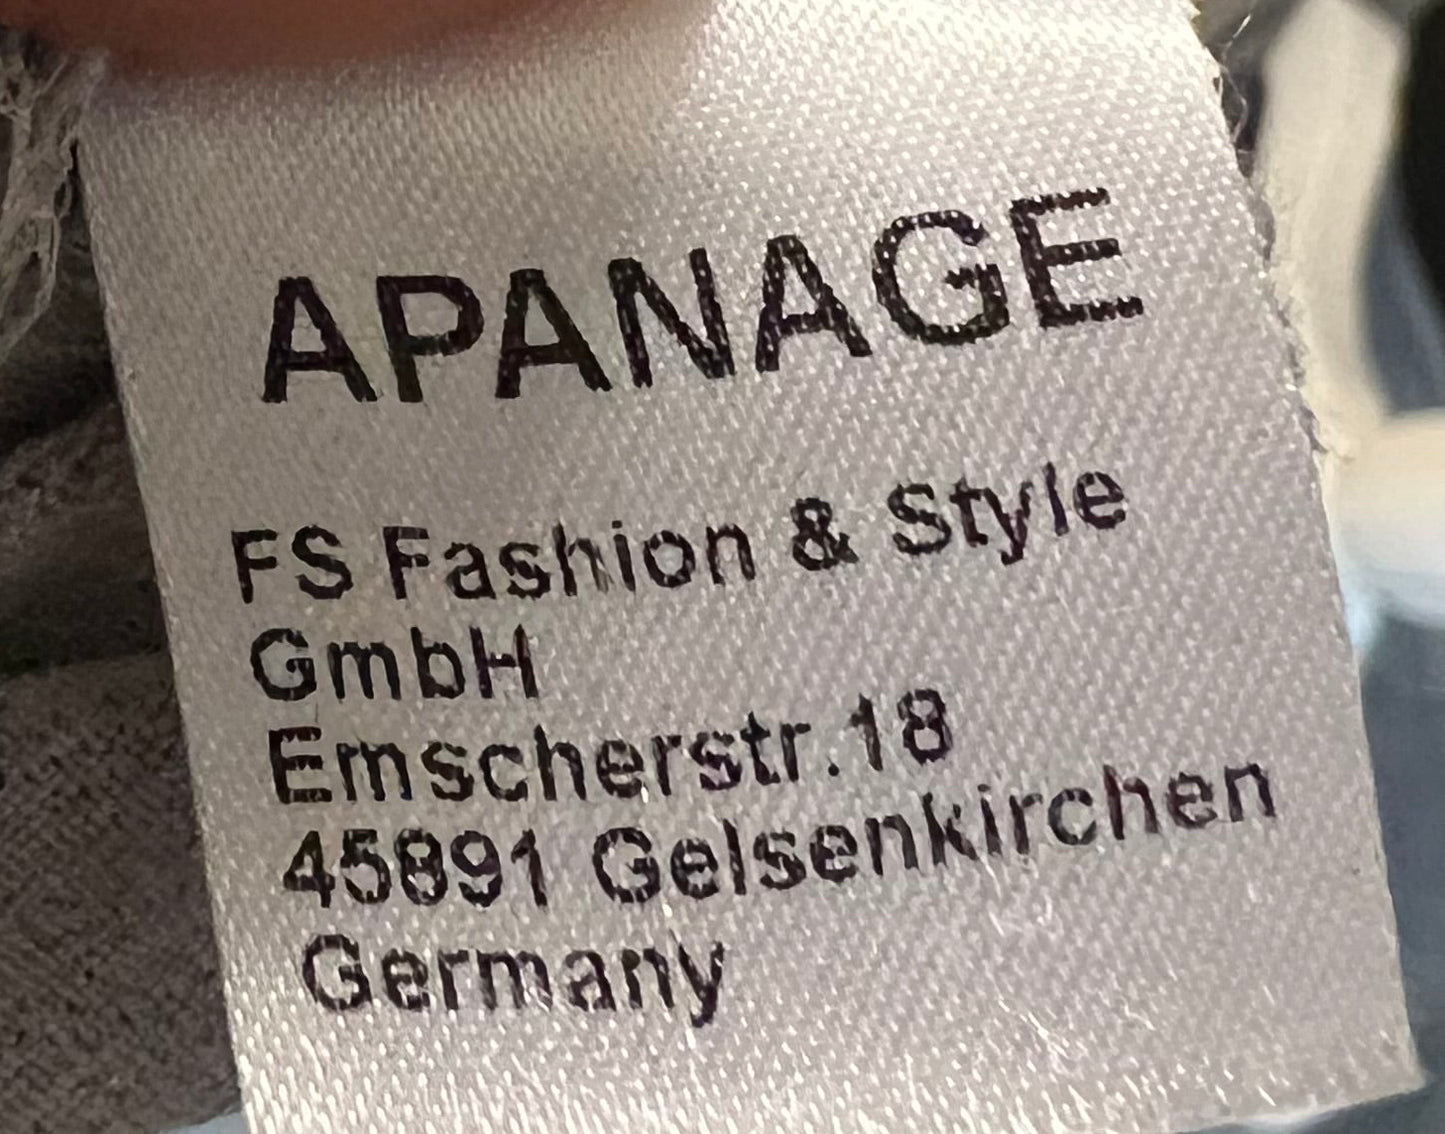 APANAGE
FS Fashion & Style
GmbH
Emscherstr.18
45891 Gelsenkirchen
Germany